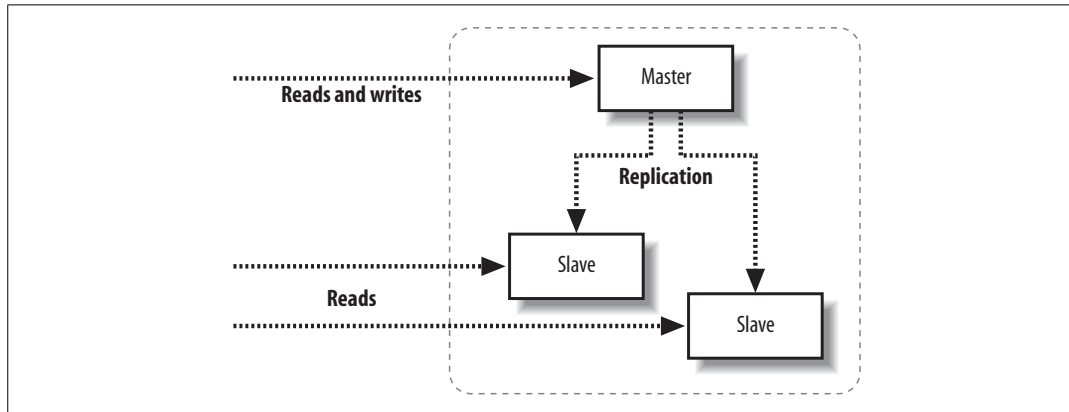 Master
Reads and writes
Replication
Slave
Reads
Slave